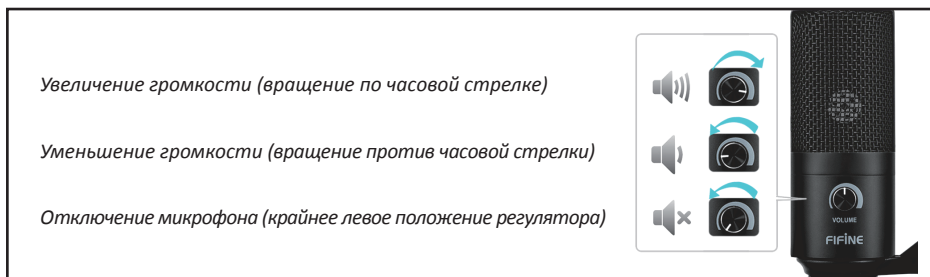 Увеличение громкости (вращение по часовой стрелке)
Уменьшение громкости (вращение против часовой стрелки)
Отключение микрофона (крайнее левое положение регулятора)
VOLUME
FIFINE